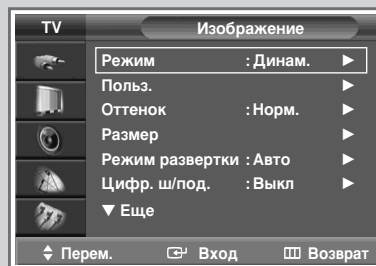 TV Изображение
Режим : Динам. ►
Польз. ►
Оттенок : Норм. ►
Размер ►
Режим развертки : Авто ►
Цифр. ш/под. : Выкл ►
▼ Еще
Перем. Вход Возврат